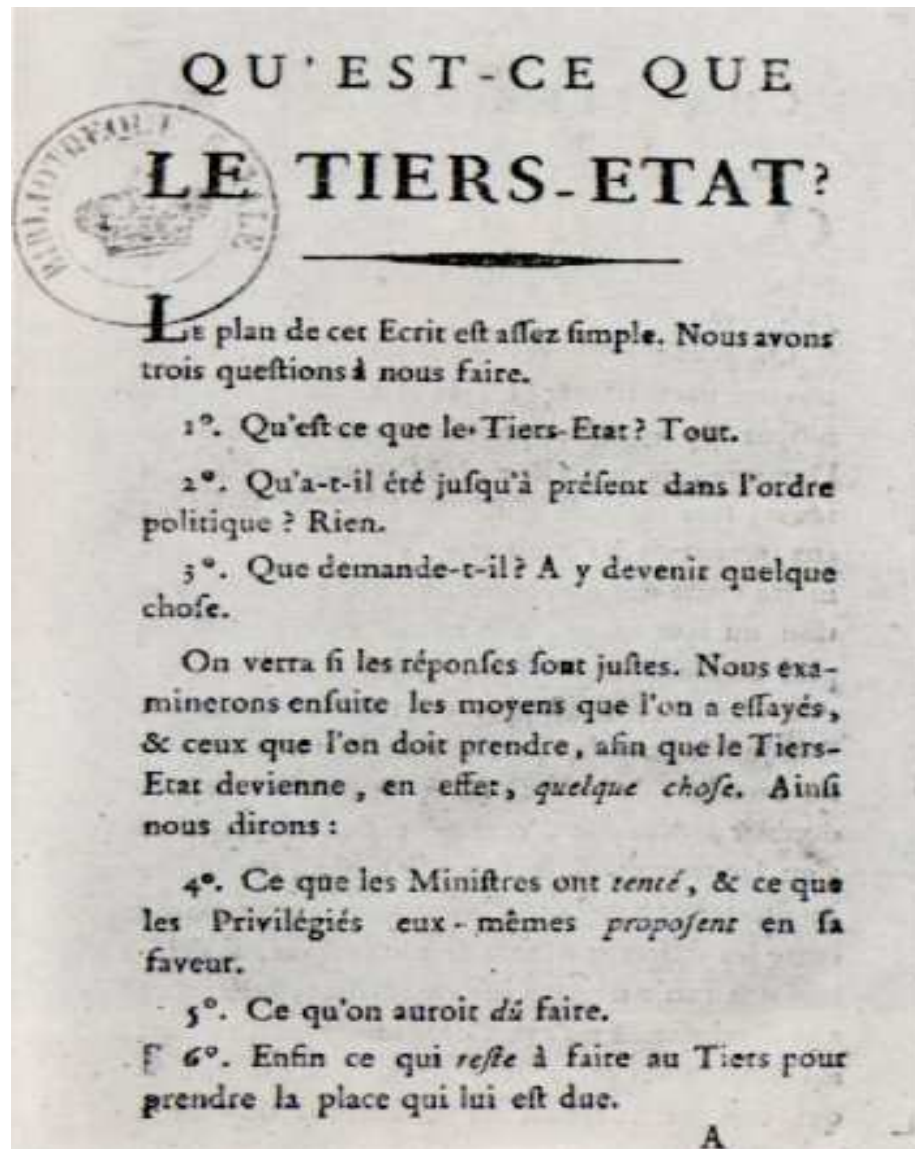 QU'EST-CE QUE
LE TIERS-ETAT?
LE plan de cet Ecrit eſt aſſez ſimple. Nous avons
trois queſtions à nous faire.
1°. Qu'eſt ce que le Tiers-Etat? Tout.
2°. Qu'a-t-il été juſqu'à préſent dans l'ordre
politique ? Rien.
3°. Que demande-t-il? A y devenir quelque
choſe.
On verra ſi les réponſes ſont juſtes. Nous exa-
minerons enſuite les moyens que l'on a eſſayés,
& ceux que l'on doit prendre, afin que le Tiers-
Etat devienne, en effet, quelque choſe. Ainſi
nous dirons :
4°. Ce que les Miniſtres ont tenté, & ce que
les Privilégiés eux-mêmes propoſent en ſa
faveur.
5°. Ce qu'on auroit dû faire.
6°. Enfin ce qui reſte à faire au Tiers pour
prendre la place qui lui eſt due.
A